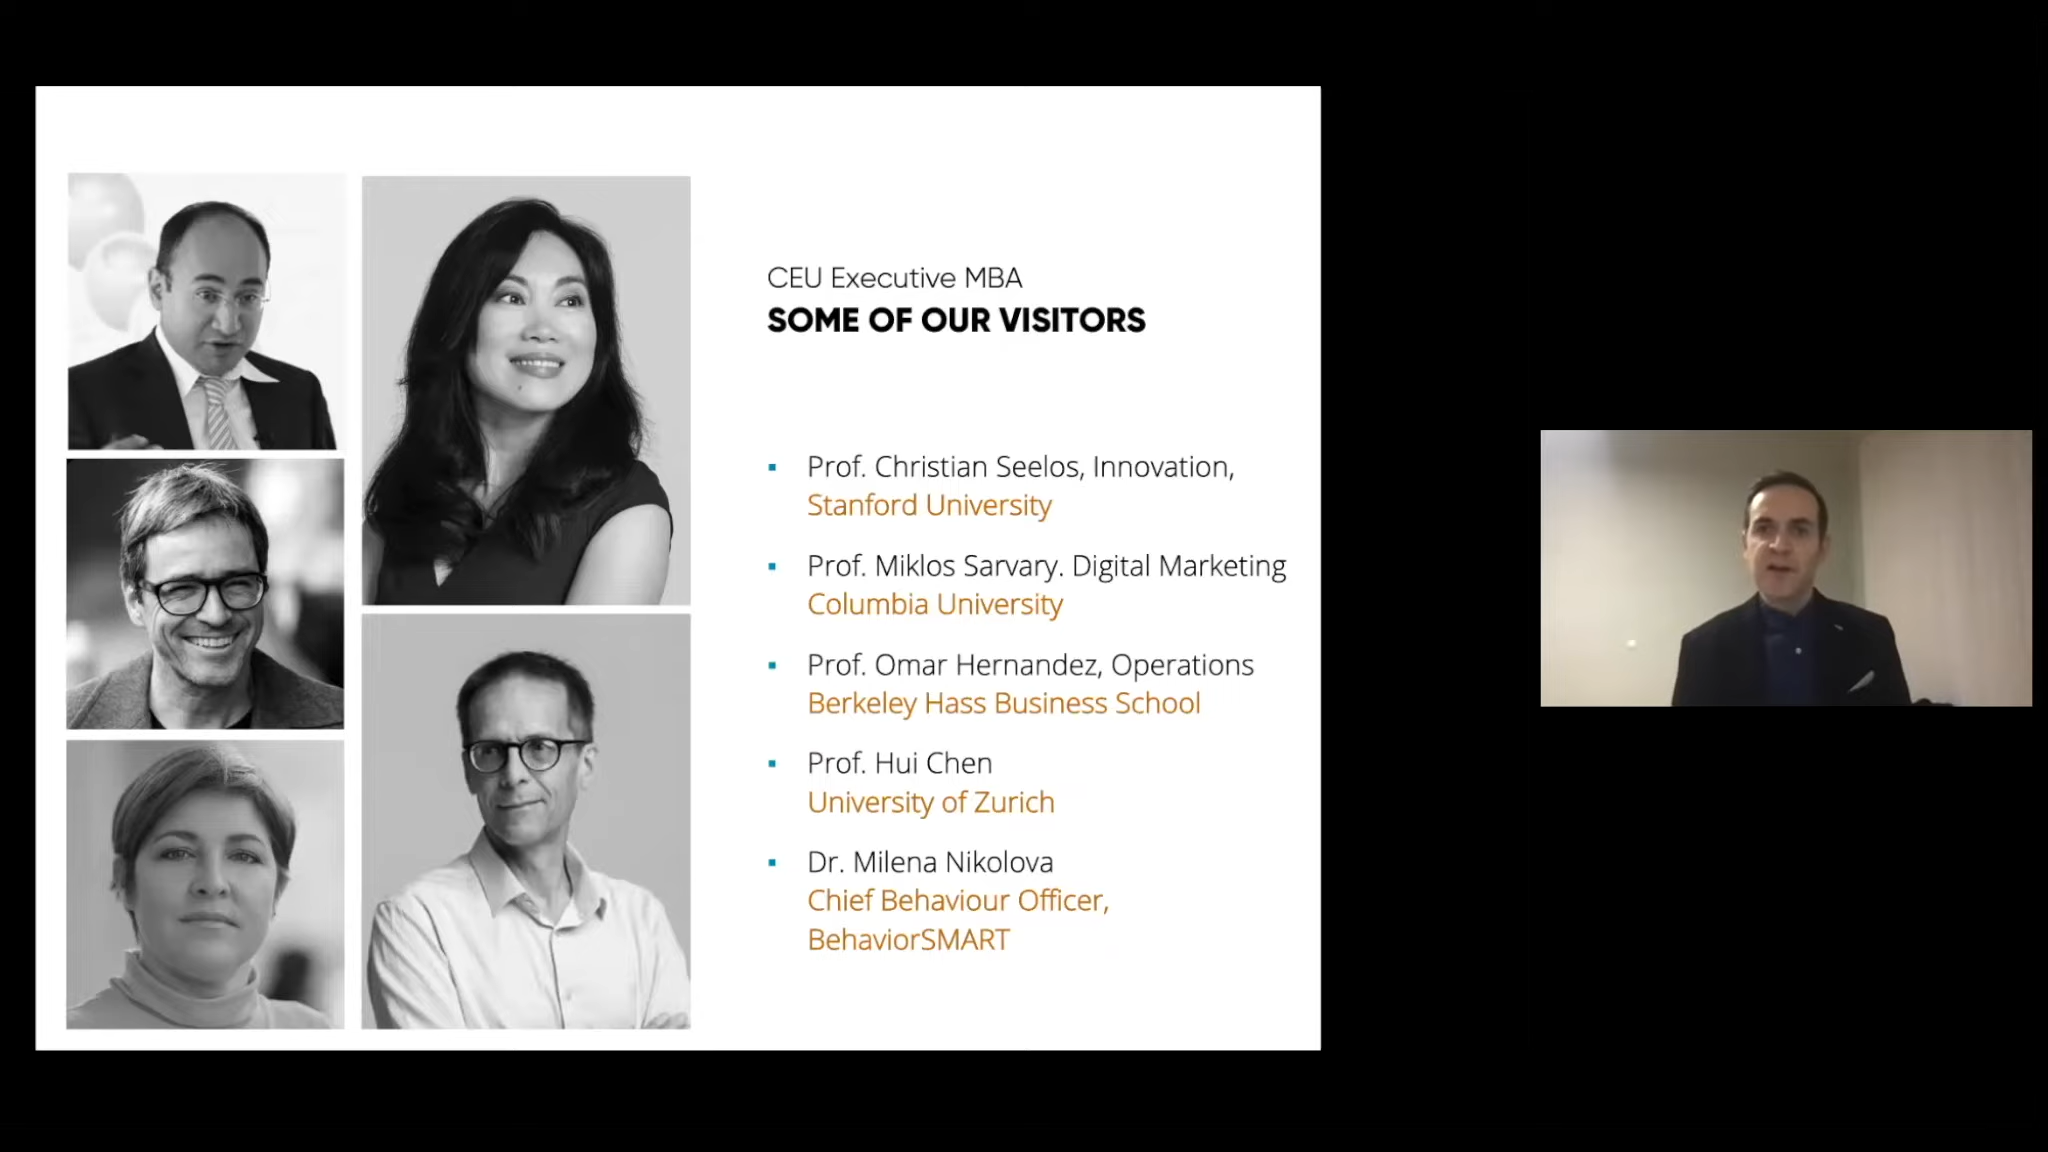 CEU Executive MBA
SOME OF OUR VISITORS
▪ Prof. Christian Seelos, Innovation,
Stanford University
▪ Prof. Miklos Sarvary. Digital Marketing
Columbia University
▪ Prof. Omar Hernandez, Operations
Berkeley Hass Business School
▪ Prof. Hui Chen
University of Zurich
▪ Dr. Milena Nikolova
Chief Behaviour Officer,
BehaviorSMART